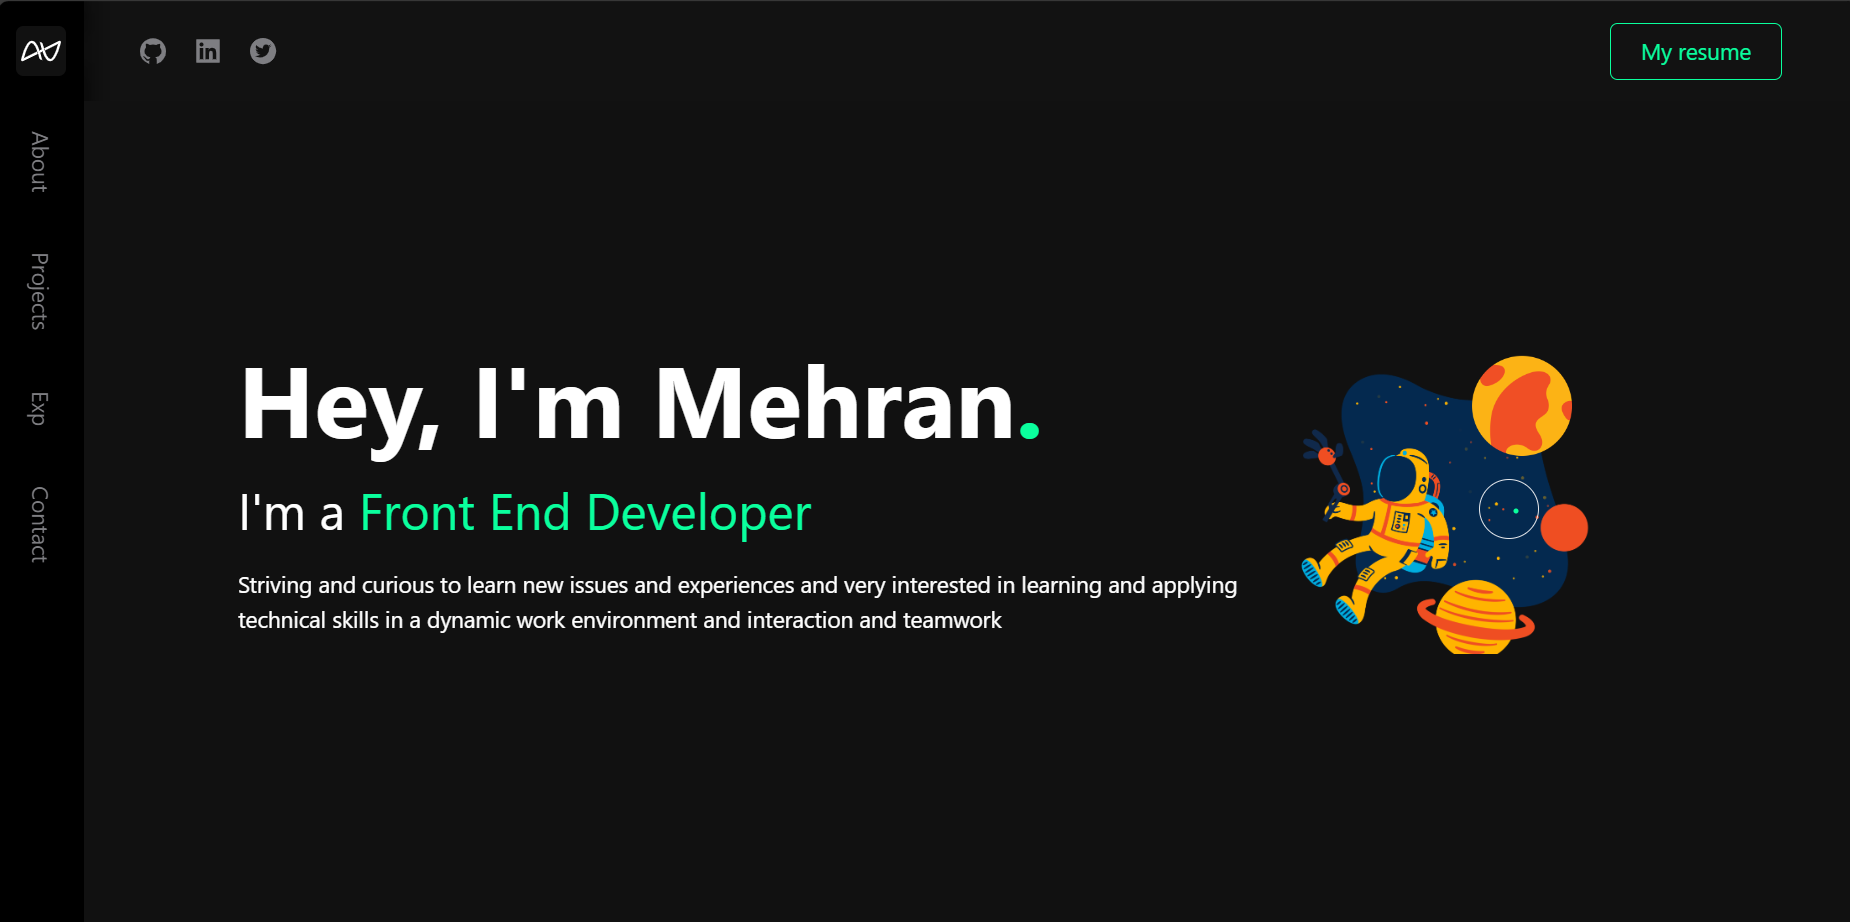 My resume
About
Projects
Exp
Contact
Hey, I'm Mehran.
I'm a Front End Developer
Striving and curious to learn new issues and experiences and very interested in learning and applying
technical skills in a dynamic work environment and interaction and teamwork